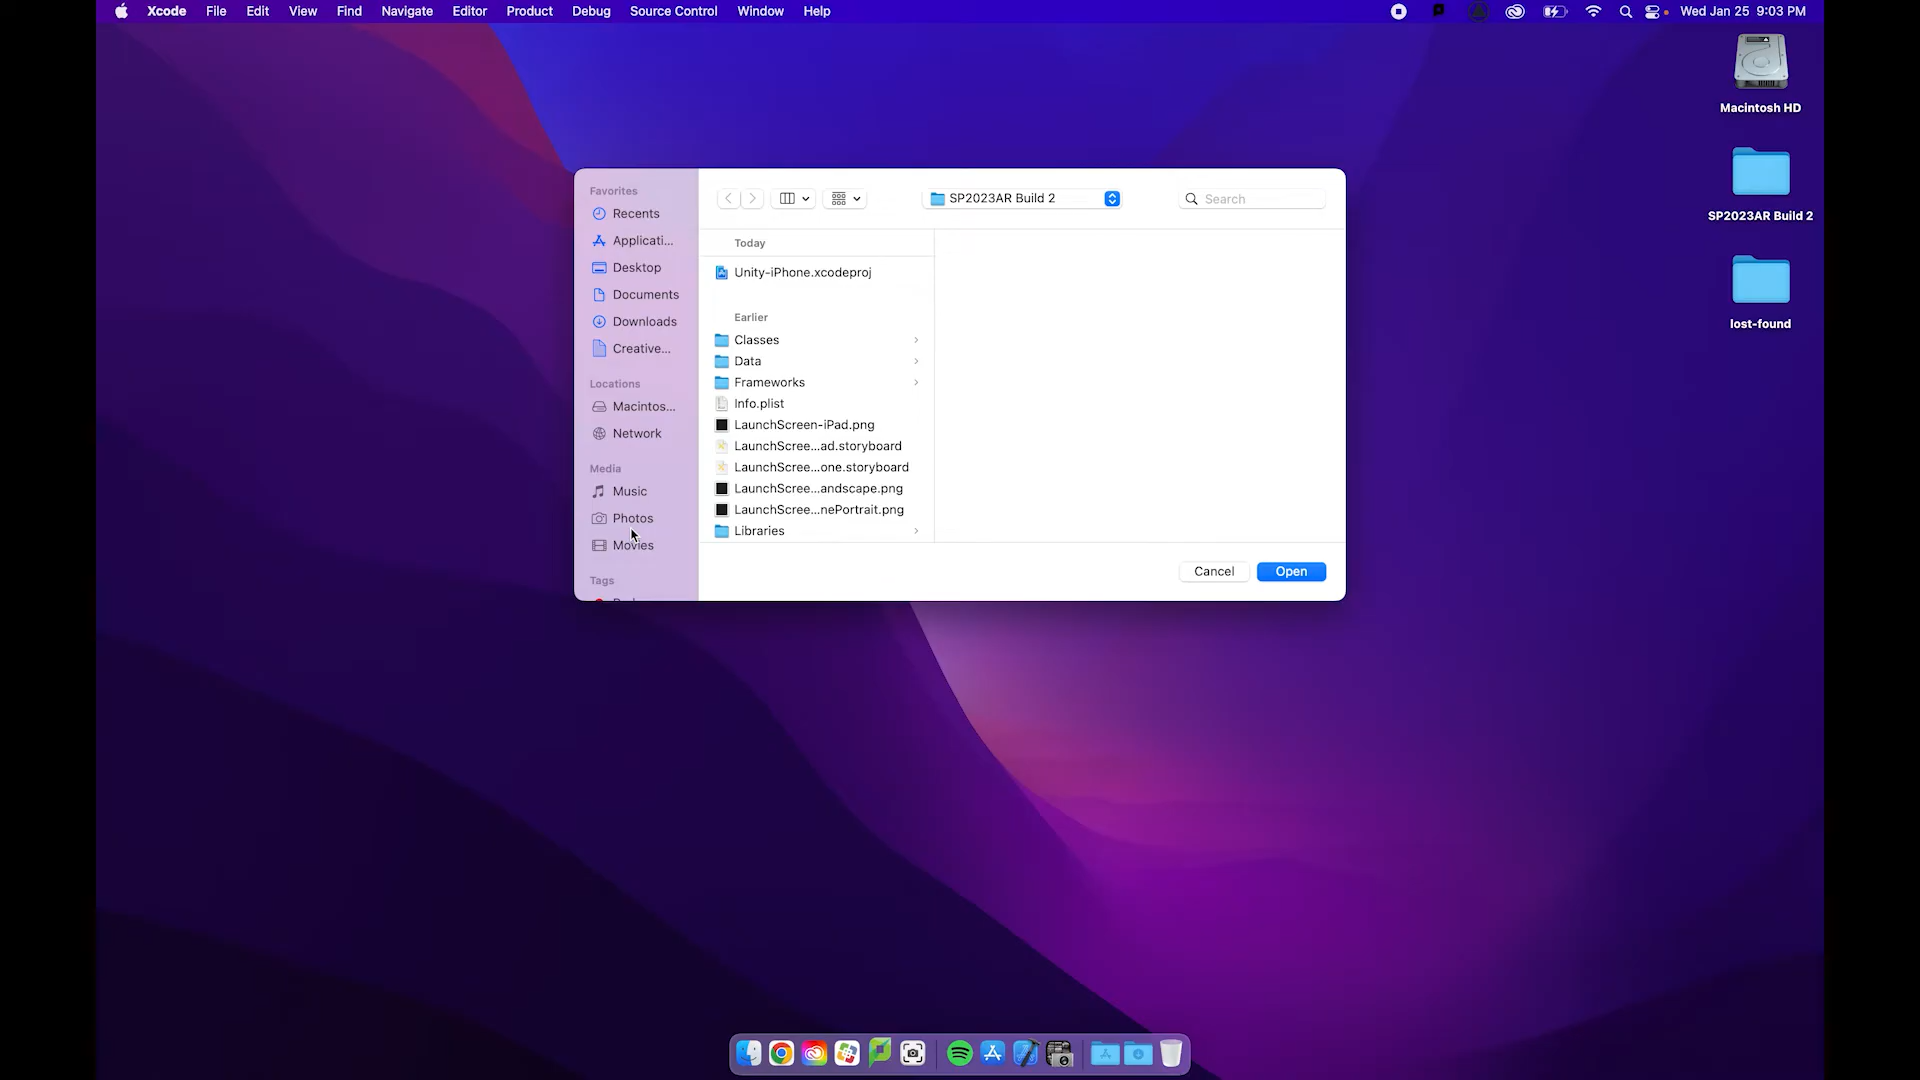 Xcode File Edit View Find Navigate Editor Product Debug Source Control Window Help Wed Jan 25 9:03 PM
Macintosh HD
SP2023AR Build 2
lost-found
Favorites
Recents
Applicati...
Desktop
Documents
Downloads
Creative...
Locations
Macintos...
Network
Media
Music
Photos
Movies
Tags
SP2023AR Build 2
Search
Today
Unity-iPhone.xcodeproj
Earlier
Classes
Data
Frameworks
Info.plist
LaunchScreen-iPad.png
LaunchScree...ad.storyboard
LaunchScree...one.storyboard
LaunchScree...andscape.png
LaunchScree...nePortrait.png
Libraries
Cancel Open